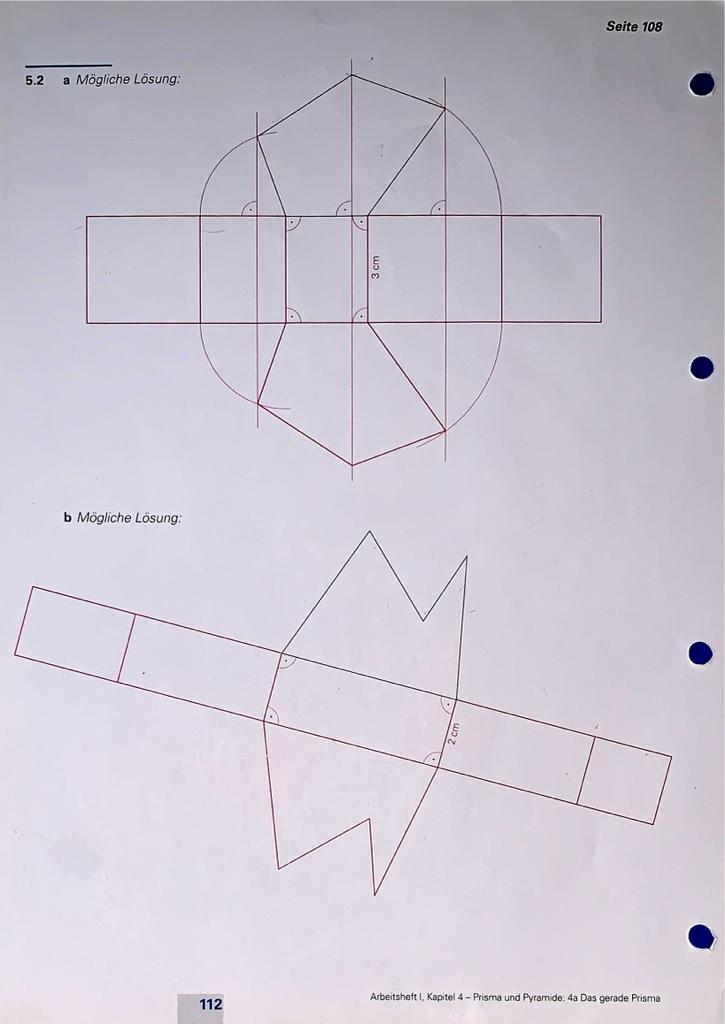 Seite 108
5.2 a Mögliche Lösung:
3 cm
b Mögliche Lösung:
2 cm
112
Arbeitsheft I, Kapitel 4 – Prisma und Pyramide: 4a Das gerade Prisma